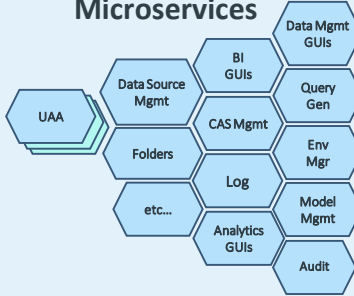 Microservices
UAA
Data Source
Mgmt
Folders
etc...
BI
GUIs
CAS Mgmt
Log
Analytics
GUIs
Data Mgmt
GUIs
Query
Gen
Env
Mgr
Model
Mgmt
Audit